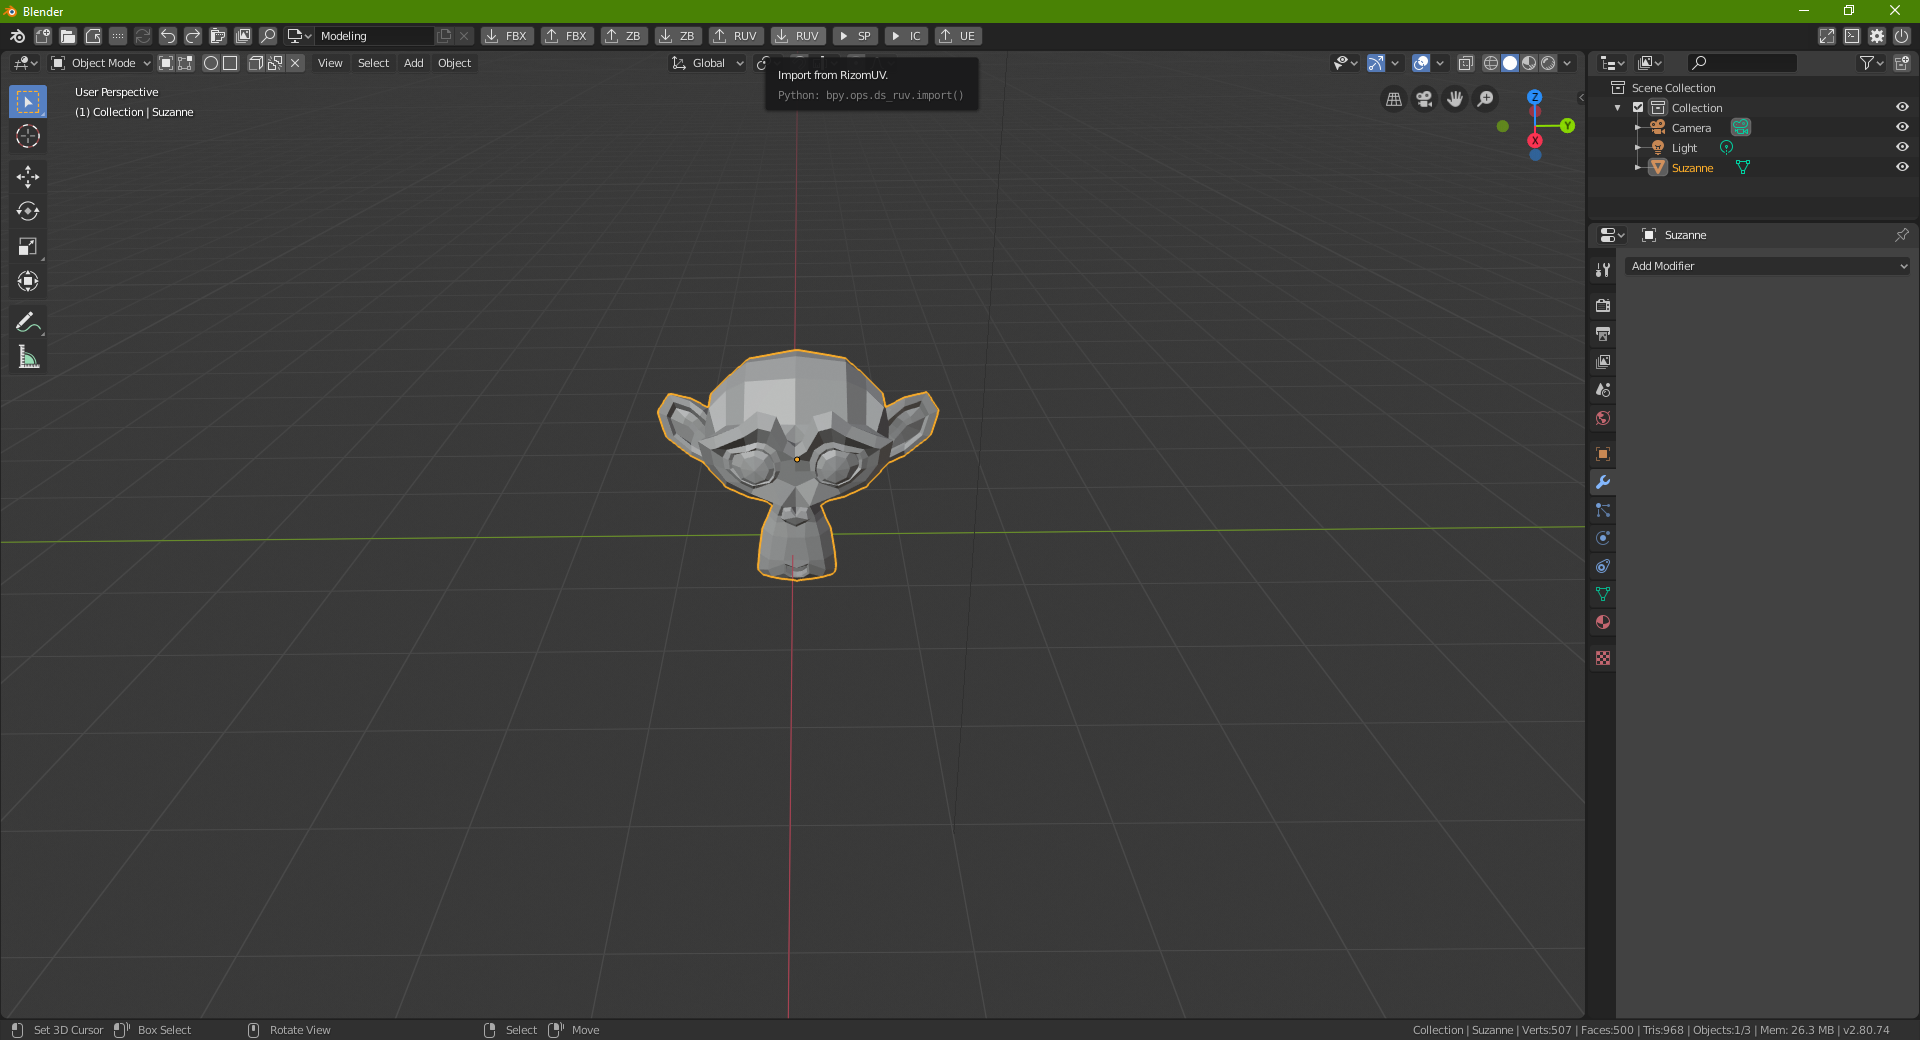 Blender
Modeling
FBX
FBX
ZB
ZB
RUV
RUV
SP
IC
UE
Object Mode
View
Select
Add
Object
Global
Import from RizomUV.
Python: bpy.ops.ds_ruv.import()
User Perspective
(1) Collection | Suzanne
Z
Y
X
Scene Collection
Collection
Camera
Light
Suzanne
Suzanne
Add Modifier
Set 3D Cursor
Box Select
Rotate View
Select
Move
Collection | Suzanne | Verts:507 | Faces:500 | Tris:968 | Objects:1/3 | Mem: 26.3 MB | v2.80.74